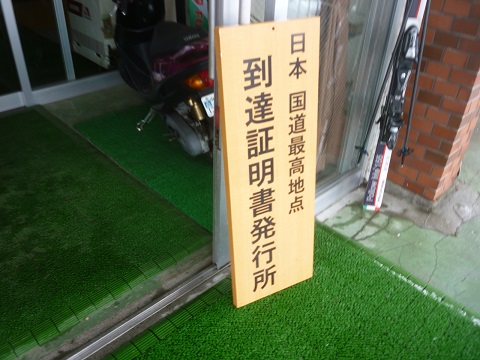 日本 国道最高地点
到達証明書発行所